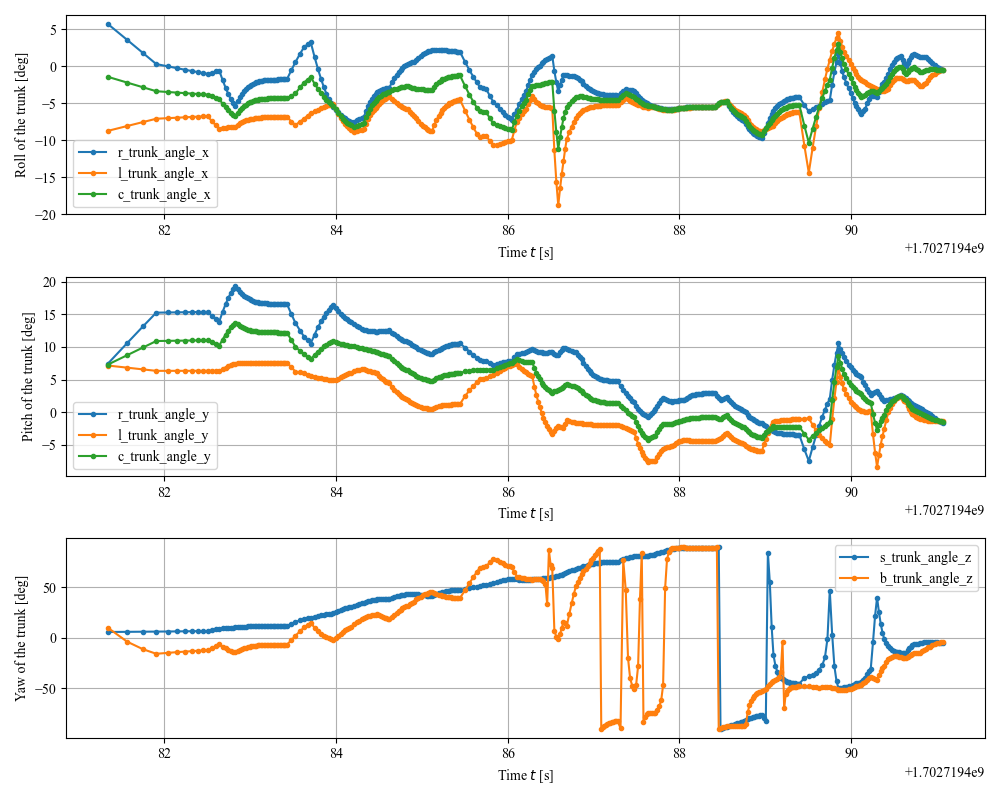 Roll of the trunk [deg]
5
0
−5
−10
−15
−20
r_trunk_angle_x
l_trunk_angle_x
c_trunk_angle_x
82
84
86
88
90
Time t [s]
+1.7027194e9
Pitch of the trunk [deg]
20
15
10
5
0
−5
r_trunk_angle_y
l_trunk_angle_y
c_trunk_angle_y
82
84
86
88
90
Time t [s]
+1.7027194e9
Yaw of the trunk [deg]
50
0
−50
s_trunk_angle_z
b_trunk_angle_z
82
84
86
88
90
Time t [s]
+1.7027194e9